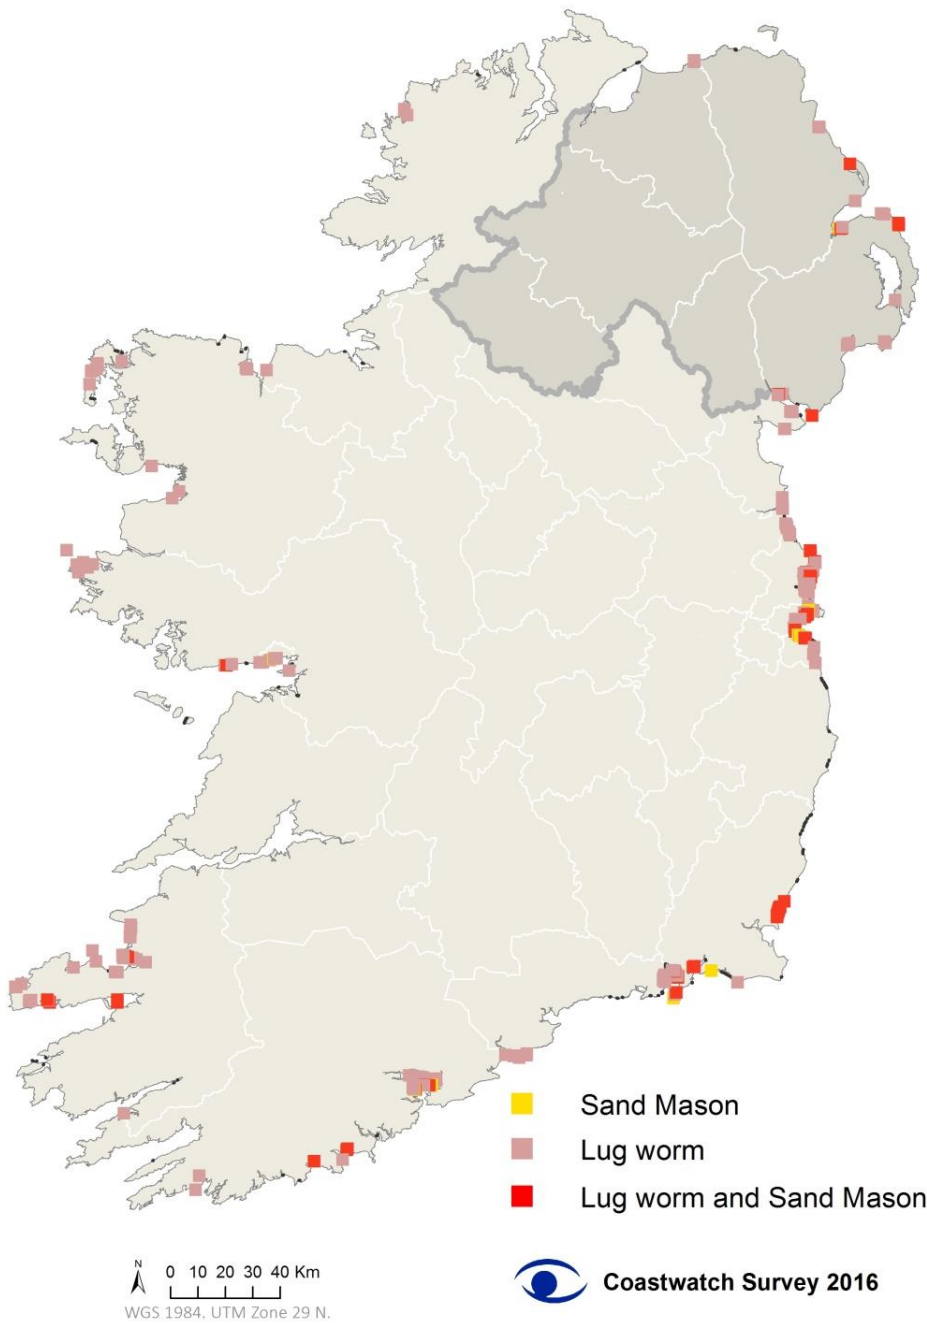 Sand Mason
Lug worm
Lug worm and Sand Mason
N
0 10 20 30 40 Km
WGS 1984. UTM Zone 29 N.
Coastwatch Survey 2016